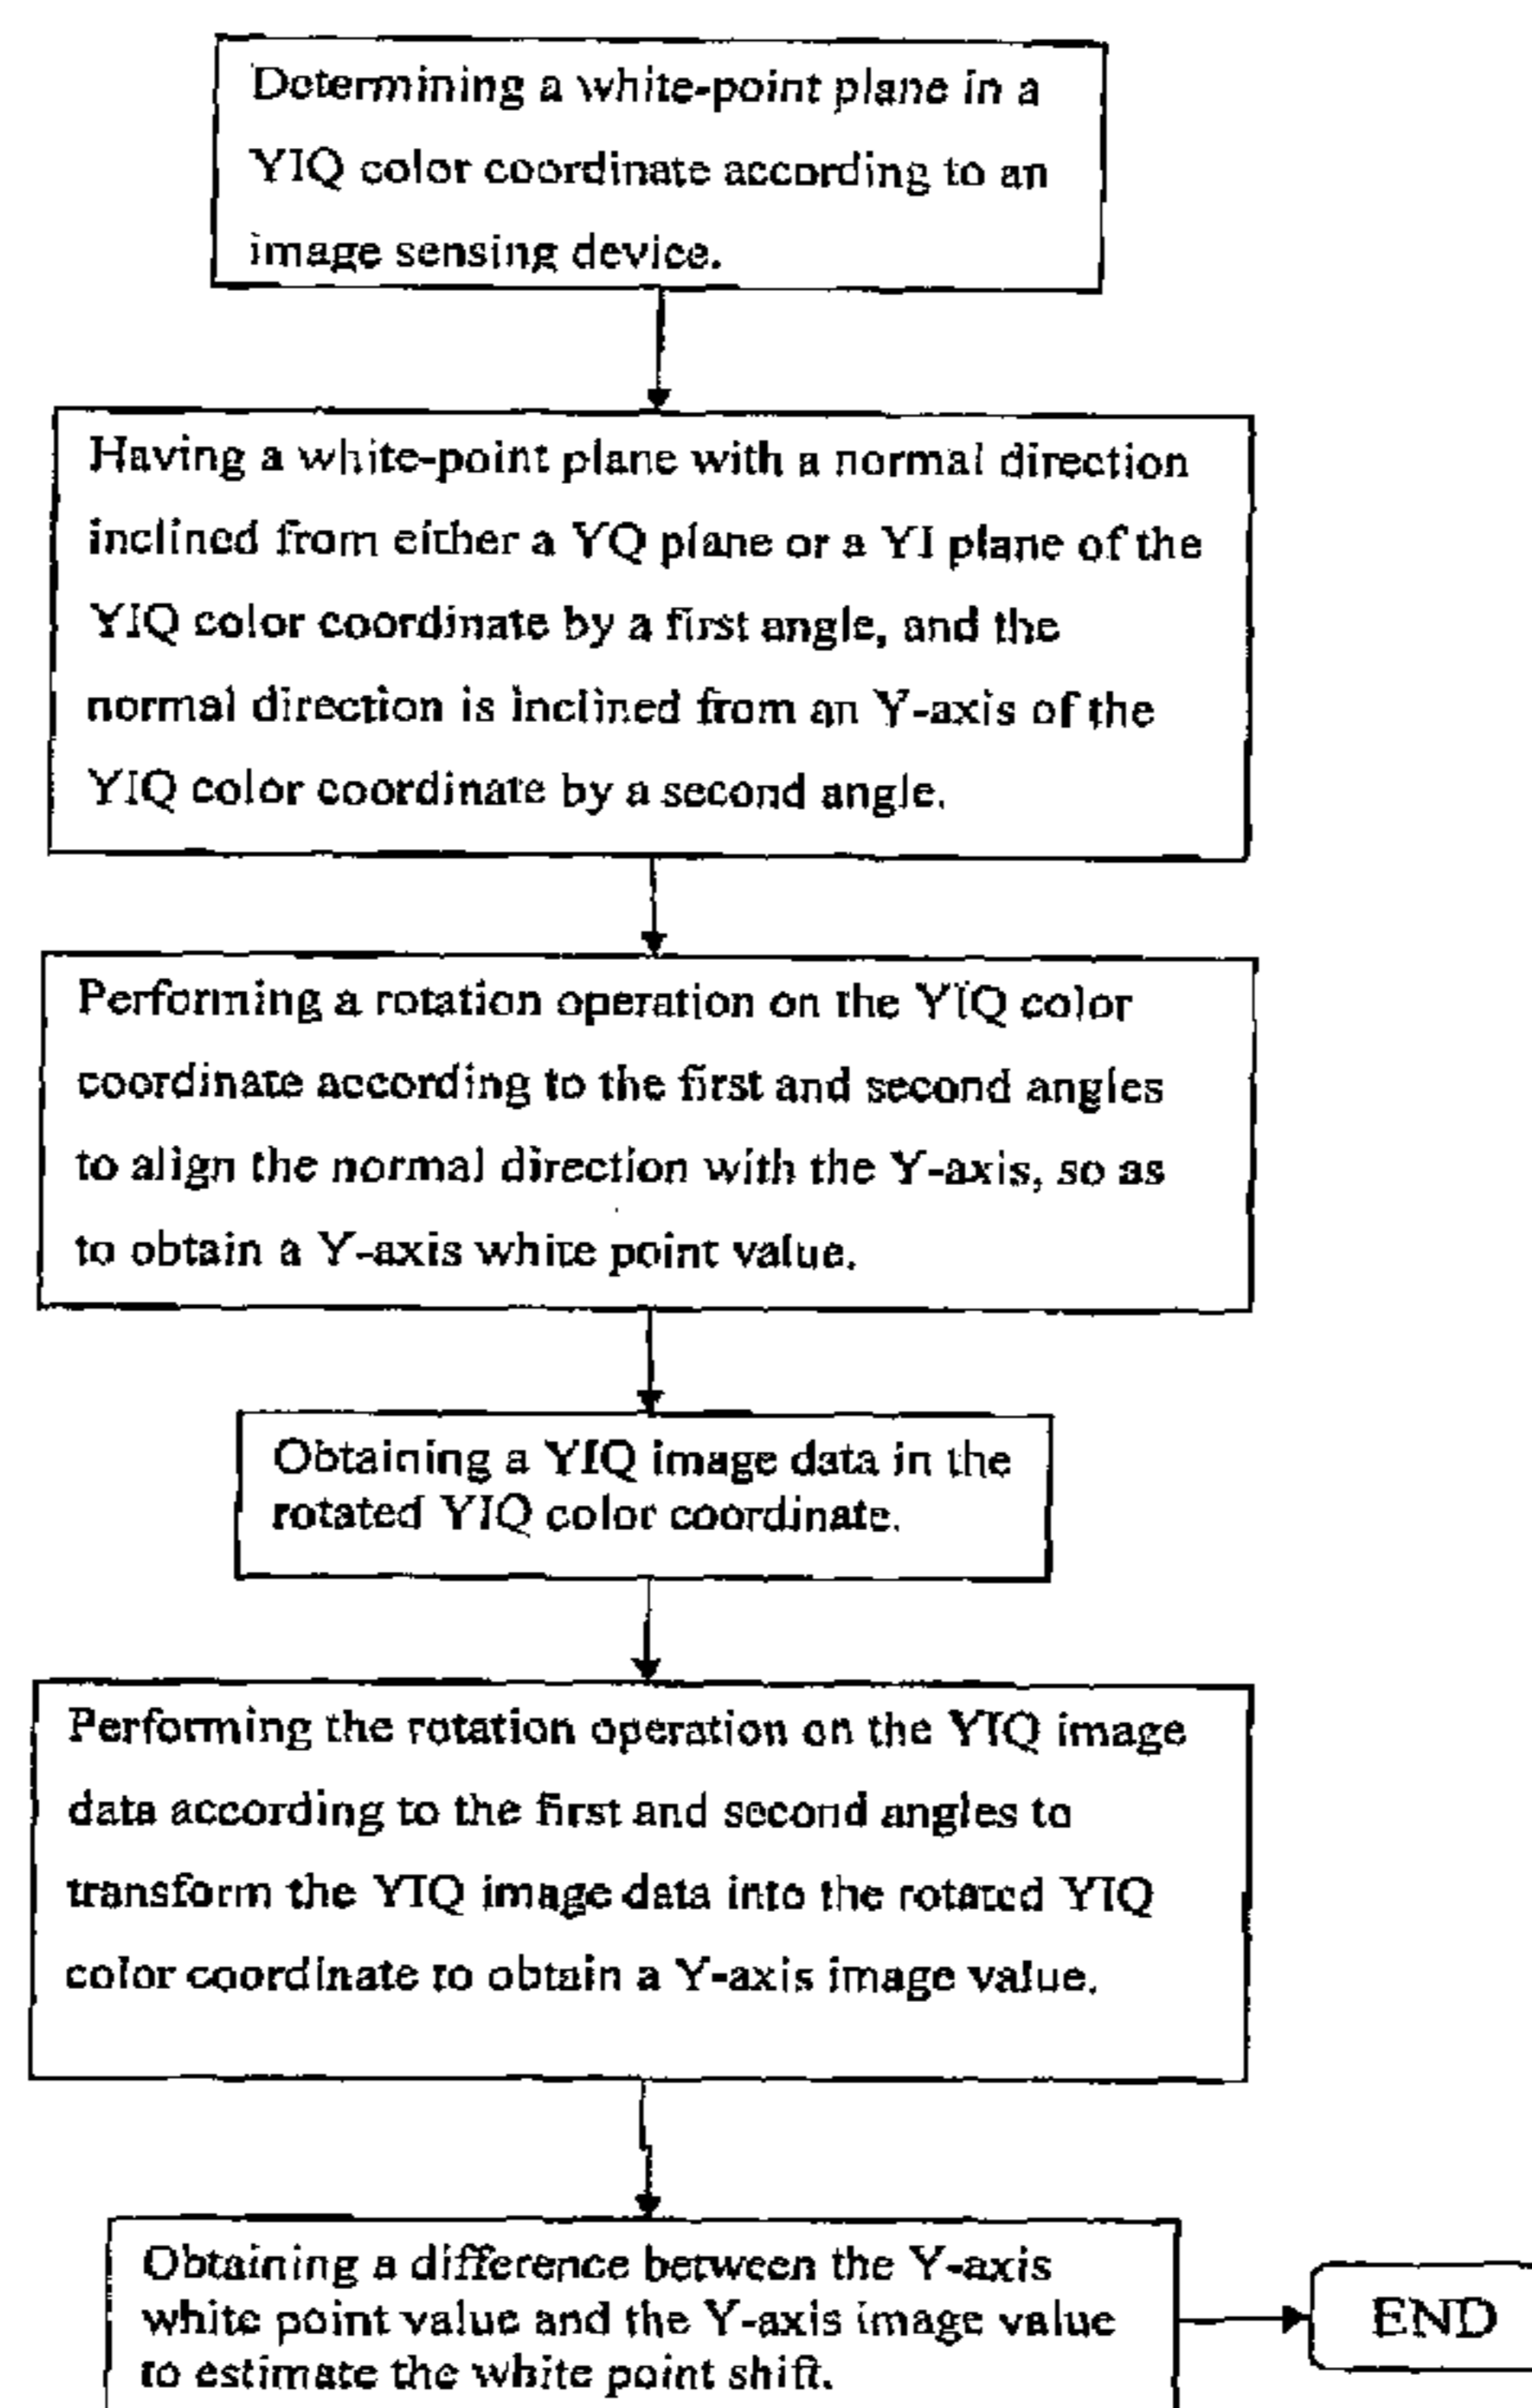 Determining a white-point plane in a
YIQ color coordinate according to an
image sensing device.
Having a white-point plane with a normal direction
inclined from either a YQ plane or a YI plane of the
YIQ color coordinate by a first angle, and the
normal direction is inclined from an Y-axis of the
YIQ color coordinate by a second angle.
Performing a rotation operation on the YIQ color
coordinate according to the first and second angles
to align the normal direction with the Y-axis, so as
to obtain a Y-axis white point value.
Obtaining a YIQ image data in the
rotated YIQ color coordinate.
Performing the rotation operation on the YIQ image
data according to the first and second angles to
transform the YIQ image data into the rotated YIQ
color coordinate to obtain a Y-axis image value.
Obtaining a difference between the Y-axis
white point value and the Y-axis image value
to estimate the white point shift.
END